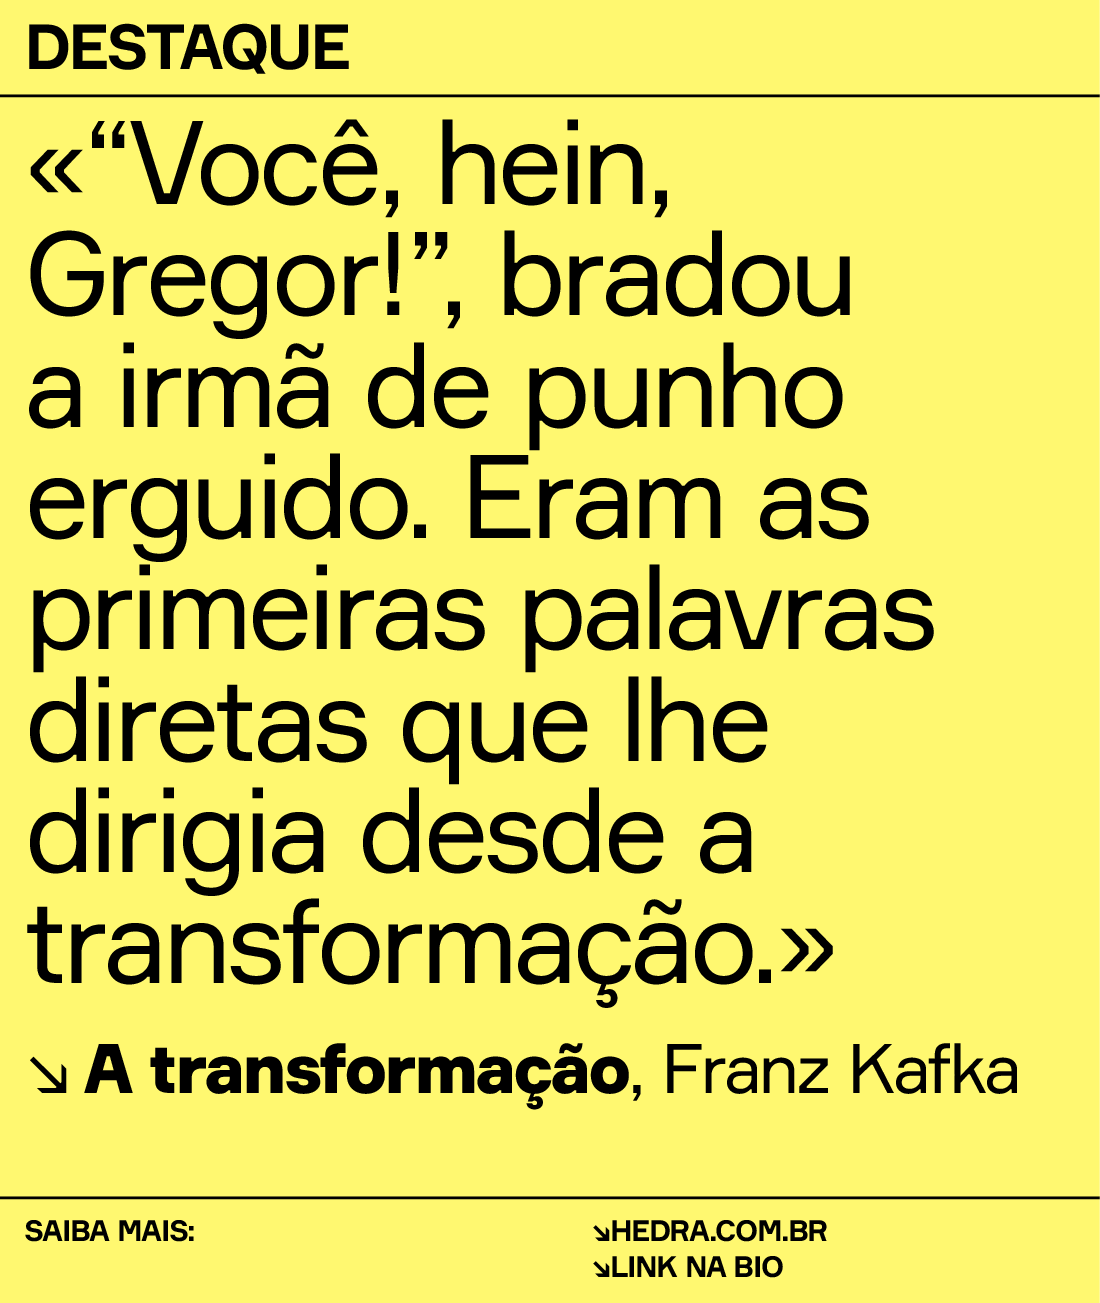 DESTAQUE
«“Você, hein,
Gregor!”, bradou
a irmã de punho
erguido. Eram as
primeiras palavras
diretas que lhe
dirigia desde a
transformação.»
↘ A transformação, Franz Kafka
SAIBA MAIS:
↘HEDRA.COM.BR
↘LINK NA BIO